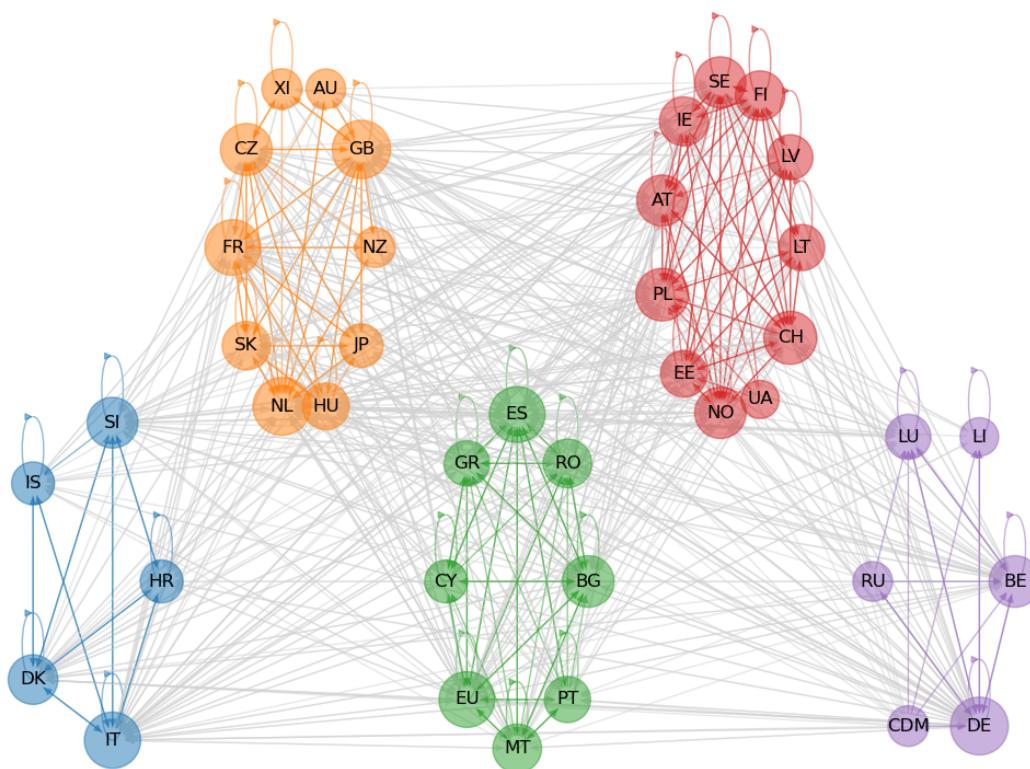 XI
AU
CZ
GB
FR
NZ
SK
JP
NL
HU
SE
FI
IE
LV
AT
LT
PL
CH
EE
UA
NO
SI
IS
HR
DK
IT
ES
GR
RO
CY
BG
EU
PT
MT
LU
LI
RU
BE
CDM
DE